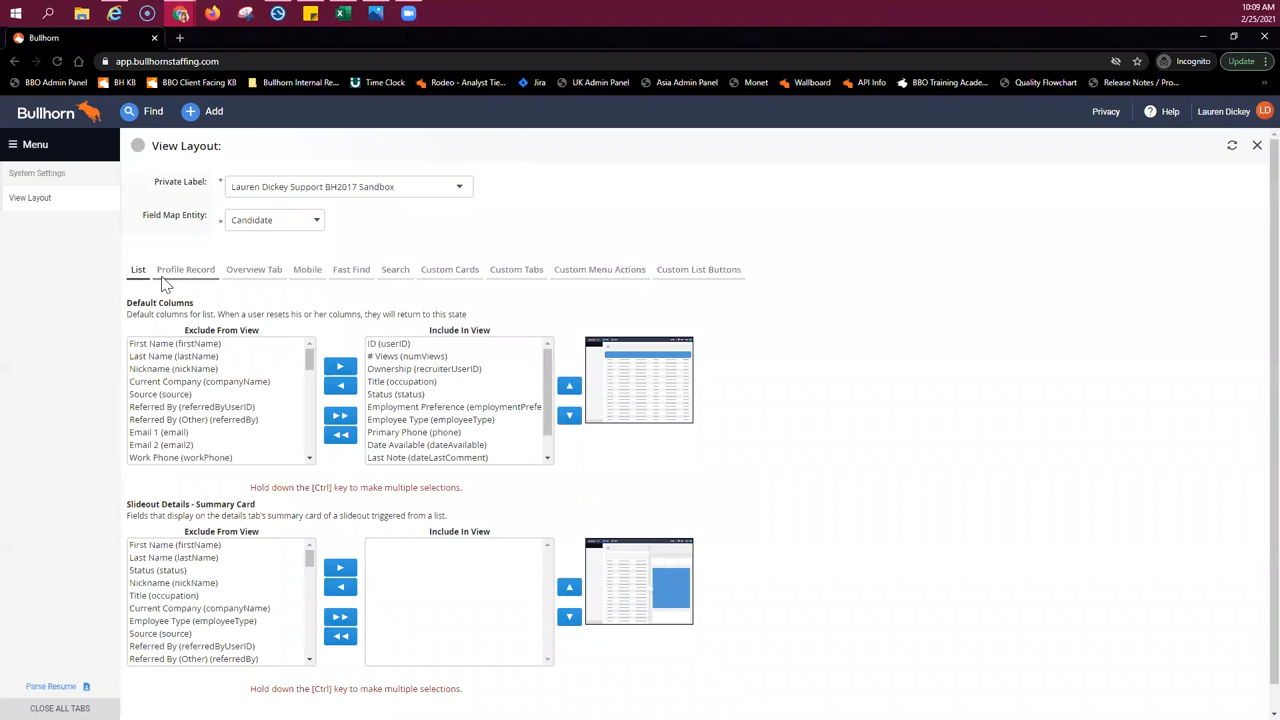 10:09 AM
2/25/2021
Bullhorn
app.bullhornstaffing.com
Incognito
Update
BBO Admin Panel
BH KB
BBO Client Facing KB
Bullhorn Internal Re...
Time Clock
Rodeo - Analyst Tie...
Jira
UK Admin Panel
Asia Admin Panel
Monet
Wallboard
API Info
BBO Training Acade...
Quality Flowchart
Release Notes / Pro...
Bullhorn
Find
Add
Privacy
Help
Lauren Dickey
LD
Menu
System Settings
View Layout
View Layout:
Private Label:
* Lauren Dickey Support BH2017 Sandbox
Field Map Entity:
* Candidate
List
Profile Record
Overview Tab
Mobile
Fast Find
Search
Custom Cards
Custom Tabs
Custom Menu Actions
Custom List Buttons
Default Columns
Default columns for list. When a user resets his or her columns, they will return to this state
Exclude From View
First Name (firstName)
Last Name (lastName)
Nickname (nickName)
Current Company (companyName)
Source (source)
Referred By (referredByUserID)
Referred By (Other) (referredBy)
Email 1 (email)
Email 2 (email2)
Work Phone (workPhone)
Include In View
ID (userID)
# Views (numViews)
Ownership (recruiterUserID)
Title (occupation)
Status (status)
Employment Preference (employmentPrefe
Employee Type (employeeType)
Primary Phone (phone)
Date Available (dateAvailable)
Last Note (dateLastComment)
Hold down the [Ctrl] key to make multiple selections.
Slideout Details - Summary Card
Fields that display on the details tab's summary card of a slideout triggered from a list.
Exclude From View
First Name (firstName)
Last Name (lastName)
Status (status)
Nickname (nickName)
Title (occupation)
Current Company (companyName)
Employee Type (employeeType)
Source (source)
Referred By (referredByUserID)
Referred By (Other) (referredBy)
Include In View
Hold down the [Ctrl] key to make multiple selections.
Parse Resume
CLOSE ALL TABS